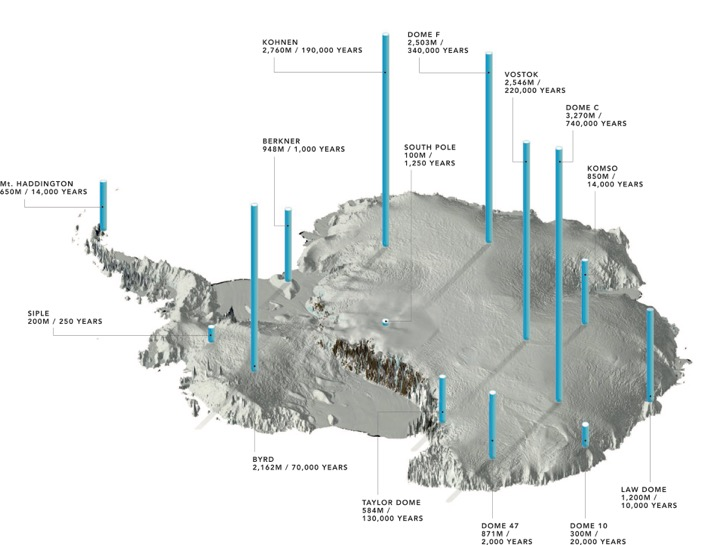 KOHNEN
2,760M / 190,000 YEARS
DOME F
2,503M /
340,000 YEARS
VOSTOK
2,546M /
220,000 YEARS
DOME C
3,270M /
740,000 YEARS
BERKNER
948M / 1,000 YEARS
SOUTH POLE
100M /
1,250 YEARS
KOMSO
850M /
14,000 YEARS
Mt. HADDINGTON
650M / 14,000 YEARS
SIPLE
200M / 250 YEARS
BYRD
2,162M / 70,000 YEARS
TAYLOR DOME
584M /
130,000 YEARS
DOME 47
871M /
2,000 YEARS
DOME 10
300M /
20,000 YEARS
LAW DOME
1,200M /
10,000 YEARS